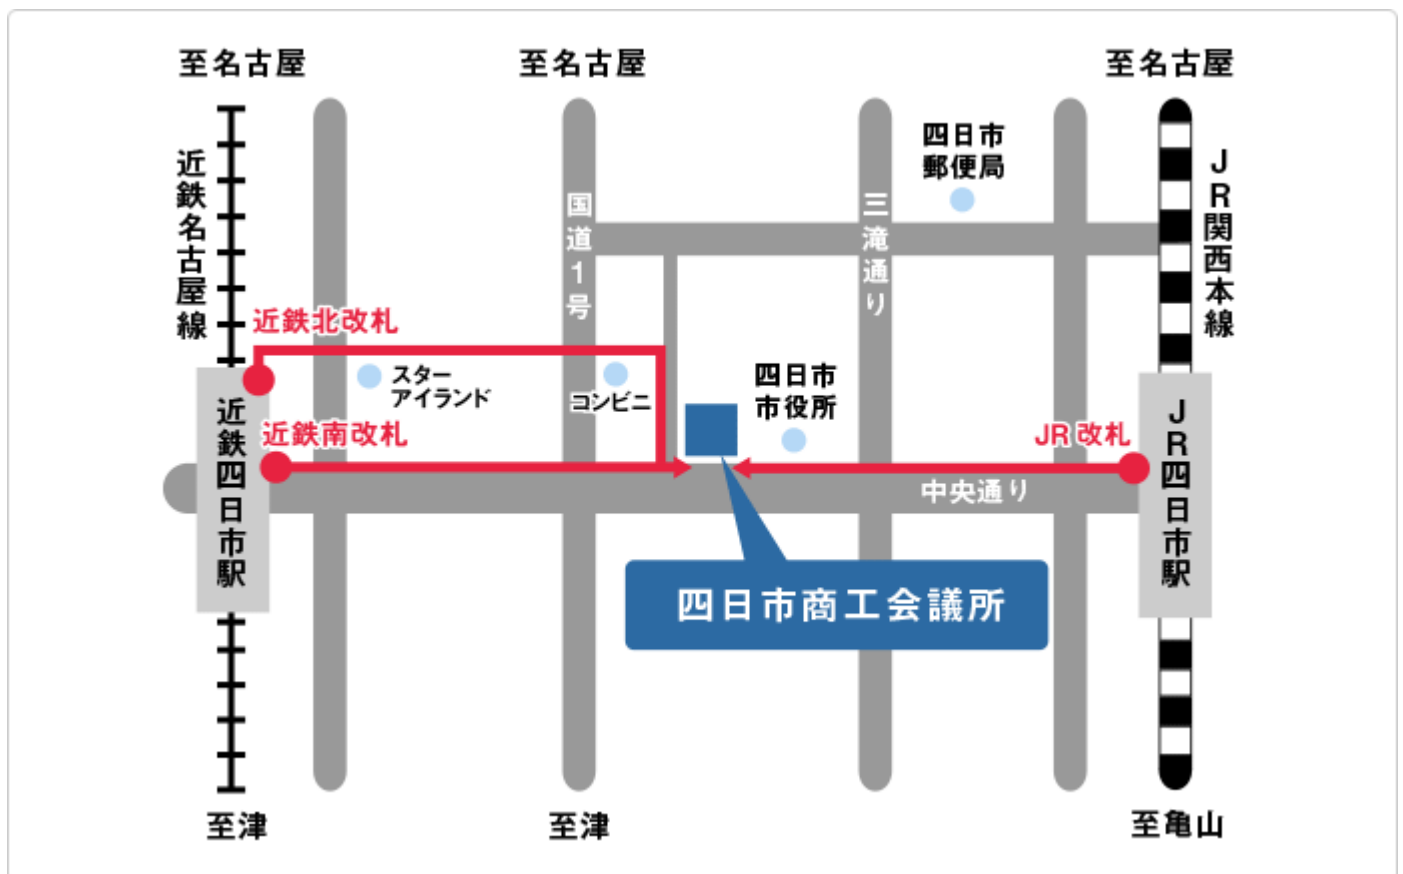 至名古屋
至名古屋
至名古屋
近鉄名古屋線
国道1号
三滝通り
四日市
郵便局
JR関西本線
近鉄北改札
スター
アイランド
コンビニ
四日市
市役所
近鉄南改札
JR 改札
近鉄四日市駅
中央通り
JR四日市駅
四日市商工会議所
至津
至津
至亀山